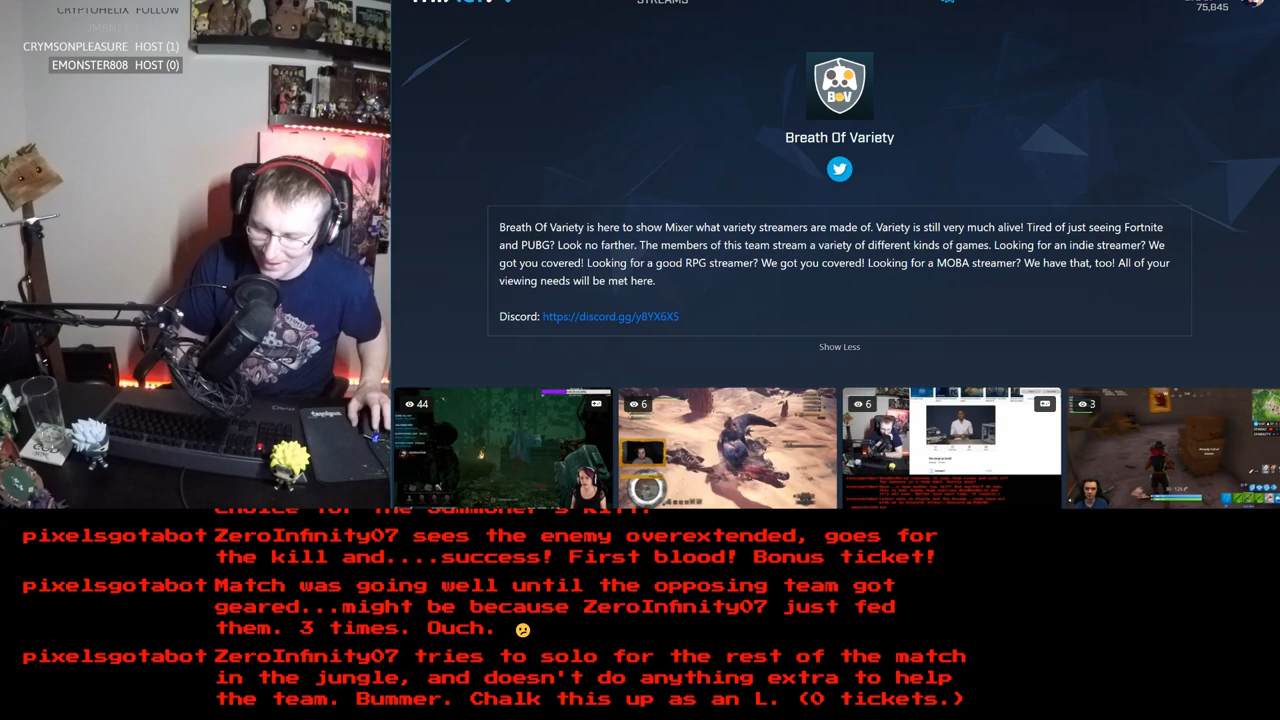 CRYPTOHELIX FOLLOW
CRYMSONPLEASURE HOST (1)
EMONSTER808 HOST (0)
STREAMS
75,845
BOV
Breath Of Variety
Breath Of Variety is here to show Mixer what variety streamers are made of. Variety is still very much alive! Tired of just seeing Fortnite
and PUBG? Look no farther. The members of this team stream a variety of different kinds of games. Looking for an indie streamer? We
got you covered! Looking for a good RPG streamer? We got you covered! Looking for a MOBA streamer? We have that, too! All of your
viewing needs will be met here.
Discord: https://discord.gg/y8YX6X5
Show Less
44
6
6
3
choice for the summoner's kill!
pixelsgotabot ZeroInfinity07 sees the enemy overextended, goes for
the kill and....success! First blood! Bonus ticket!
pixelsgotabot Match was going well until the opposing team got
geared...might be because ZeroInfinity07 just fed
them. 3 times. Ouch.
pixelsgotabot ZeroInfinity07 tries to solo for the rest of the match
in the jungle, and doesn't do anything extra to help
the team. Bummer. Chalk this up as an L. (0 tickets.)